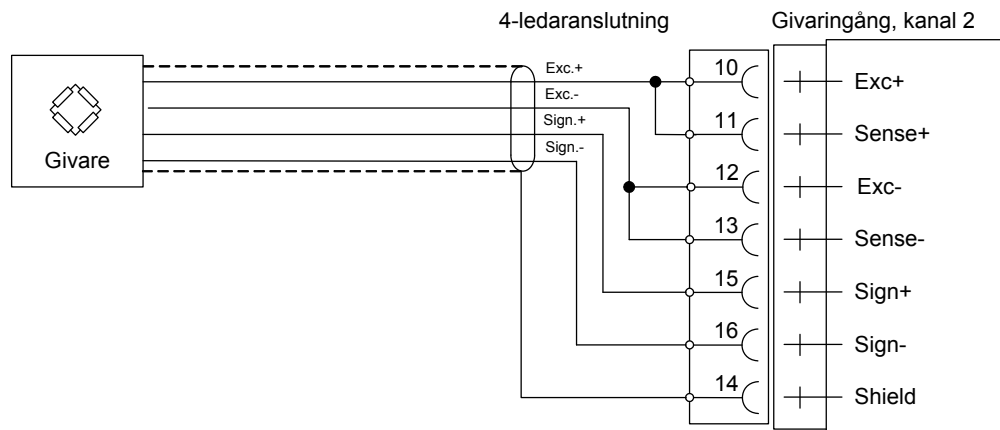 4-ledaranslutning
Givaringång, kanal 2
Givare
Exc.+
Exc.-
Sign.+
Sign.-
10 Exc+
11 Sense+
12 Exc-
13 Sense-
15 Sign+
16 Sign-
14 Shield